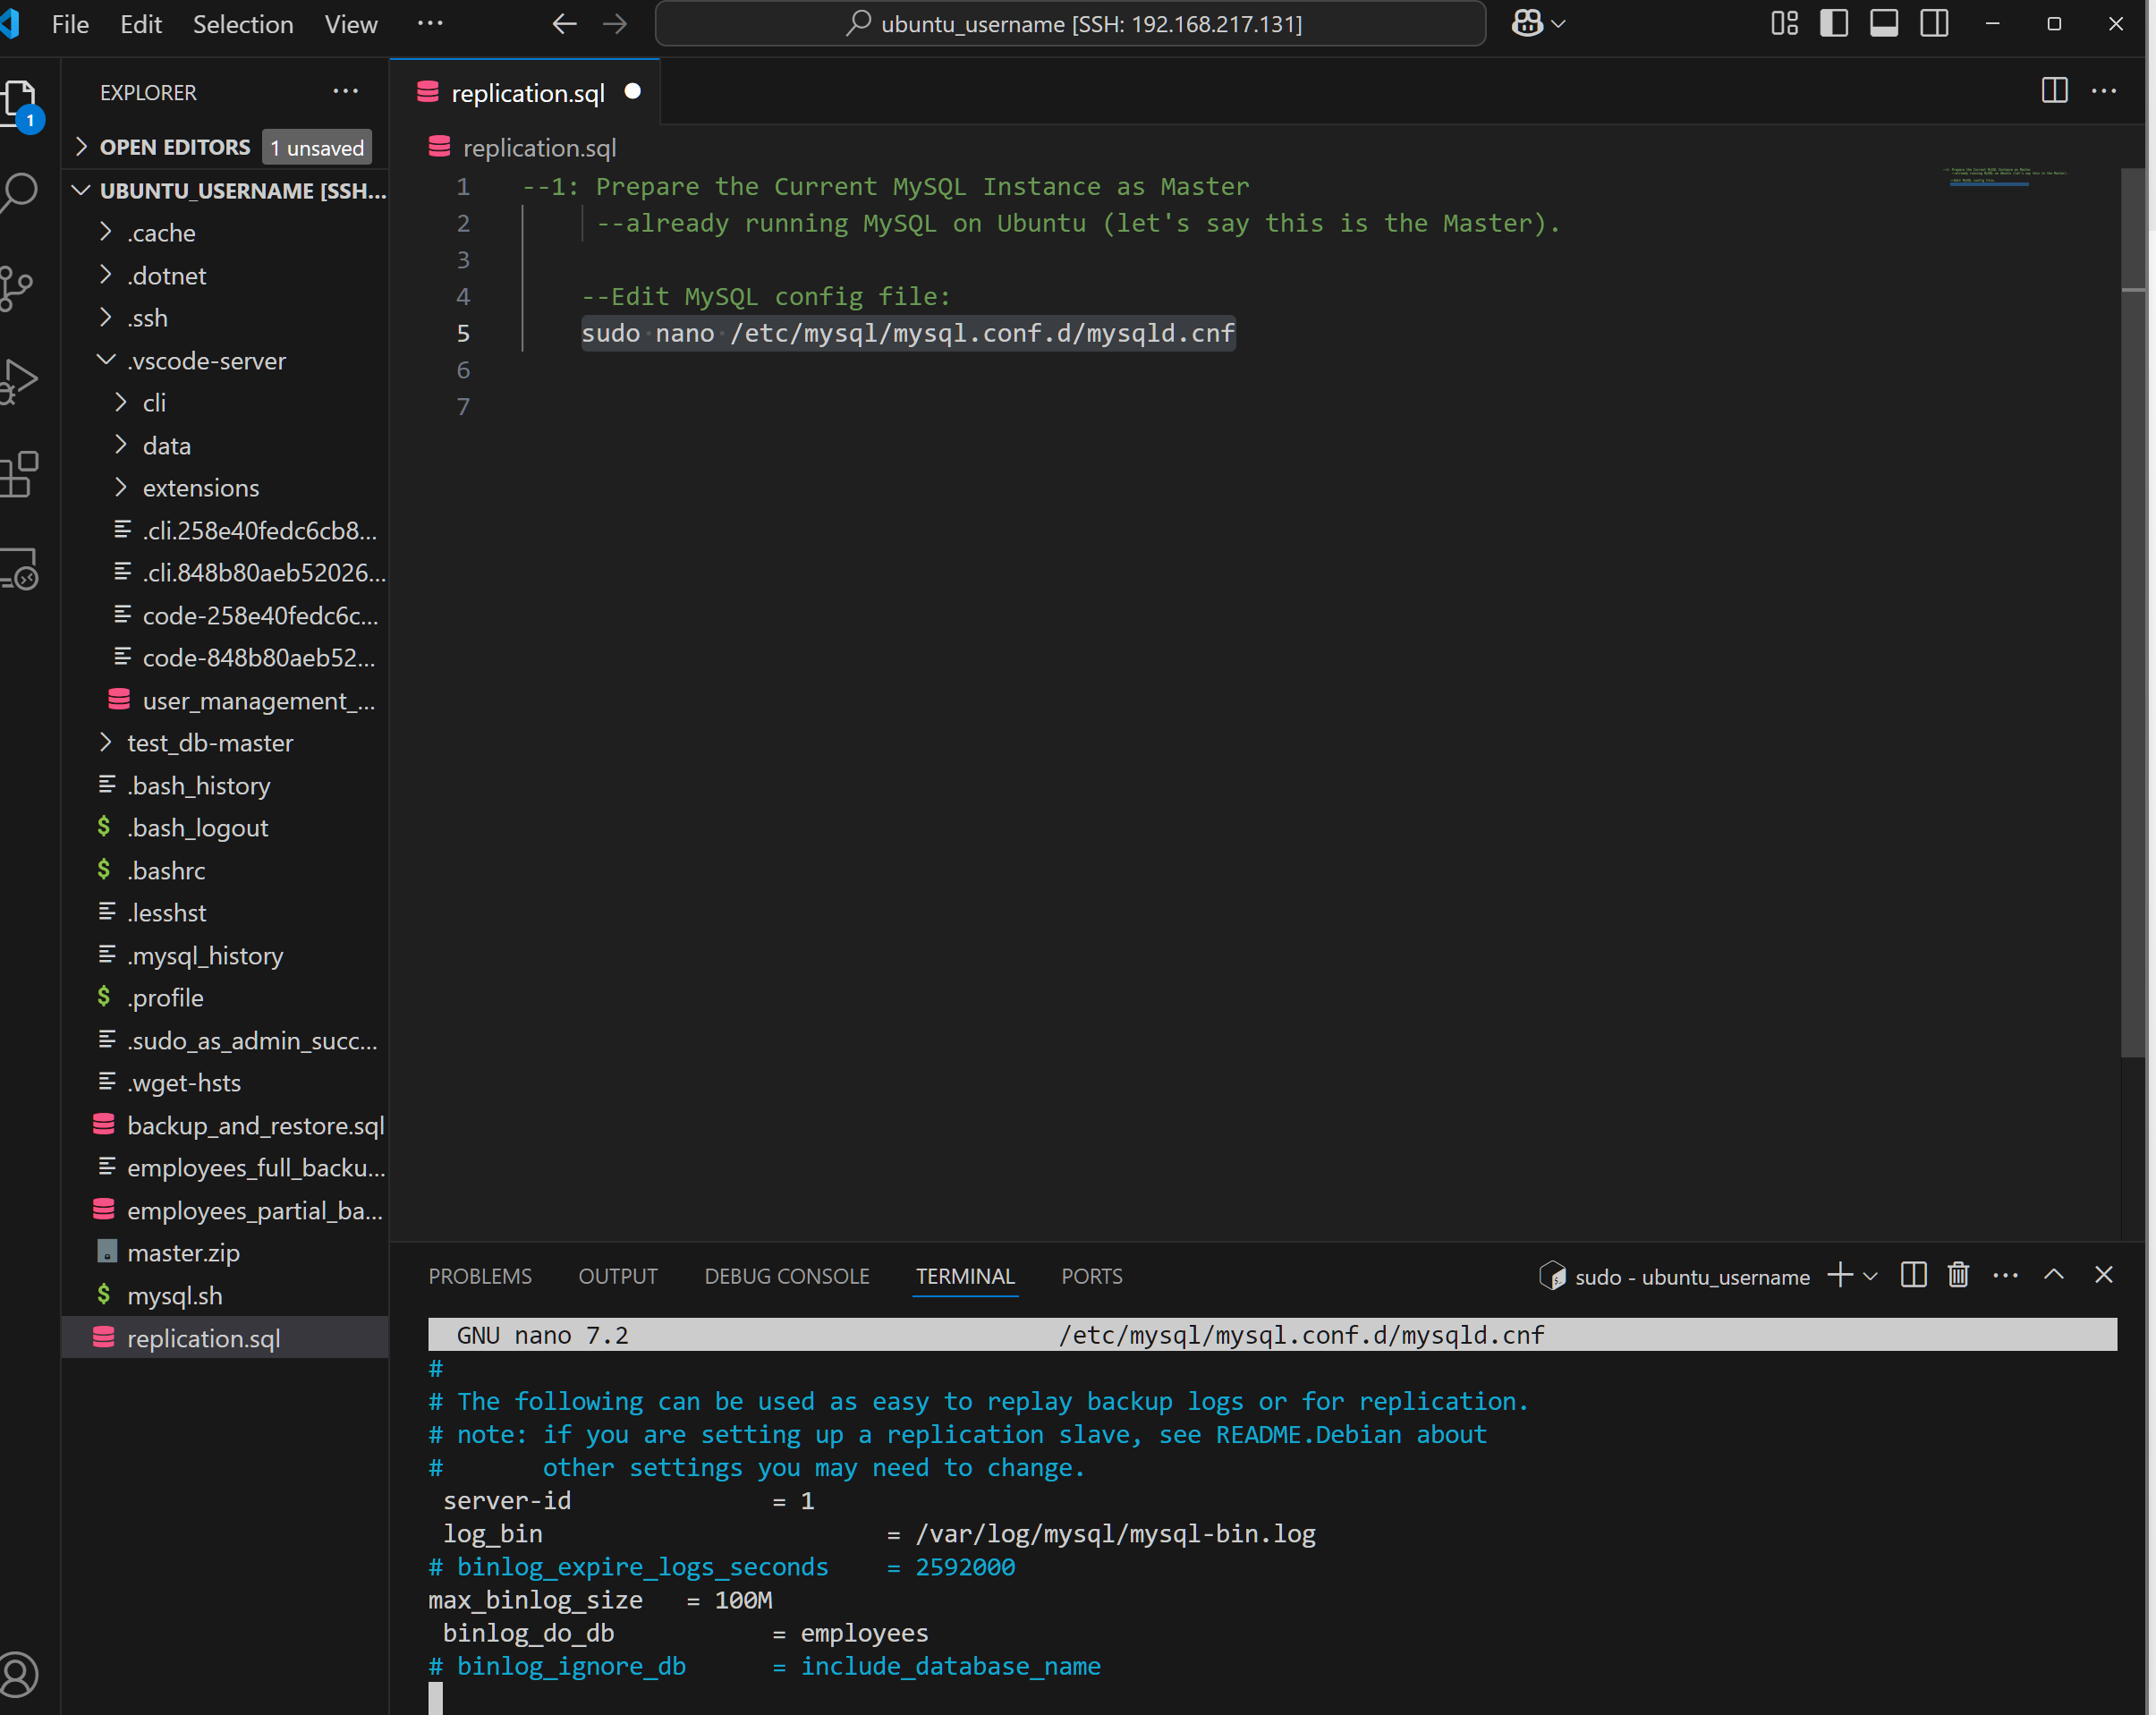 File Edit Selection View ···
ubuntu_username [SSH: 192.168.217.131]
1
EXPLORER ···
OPEN EDITORS 1 unsaved
UBUNTU_USERNAME [SSH...
.cache
.dotnet
.ssh
.vscode-server
cli
data
extensions
.cli.258e40fedc6cb8...
.cli.848b80aeb52026...
code-258e40fedc6c...
code-848b80aeb52...
user_management_...
test_db-master
.bash_history
.bash_logout
.bashrc
.lesshst
.mysql_history
.profile
.sudo_as_admin_succ...
.wget-hsts
backup_and_restore.sql
employees_full_backu...
employees_partial_ba...
master.zip
mysql.sh
replication.sql
replication.sql
replication.sql
1 --1: Prepare the Current MySQL Instance as Master
2 --already running MySQL on Ubuntu (let's say this is the Master).
3
4 --Edit MySQL config file:
5 sudo nano /etc/mysql/mysql.conf.d/mysqld.cnf
6
7
PROBLEMS OUTPUT DEBUG CONSOLE TERMINAL PORTS sudo - ubuntu_username ···
GNU nano 7.2 /etc/mysql/mysql.conf.d/mysqld.cnf
#
# The following can be used as easy to replay backup logs or for replication.
# note: if you are setting up a replication slave, see README.Debian about
# other settings you may need to change.
server-id = 1
log_bin = /var/log/mysql/mysql-bin.log
# binlog_expire_logs_seconds = 2592000
max_binlog_size = 100M
binlog_do_db = employees
# binlog_ignore_db = include_database_name